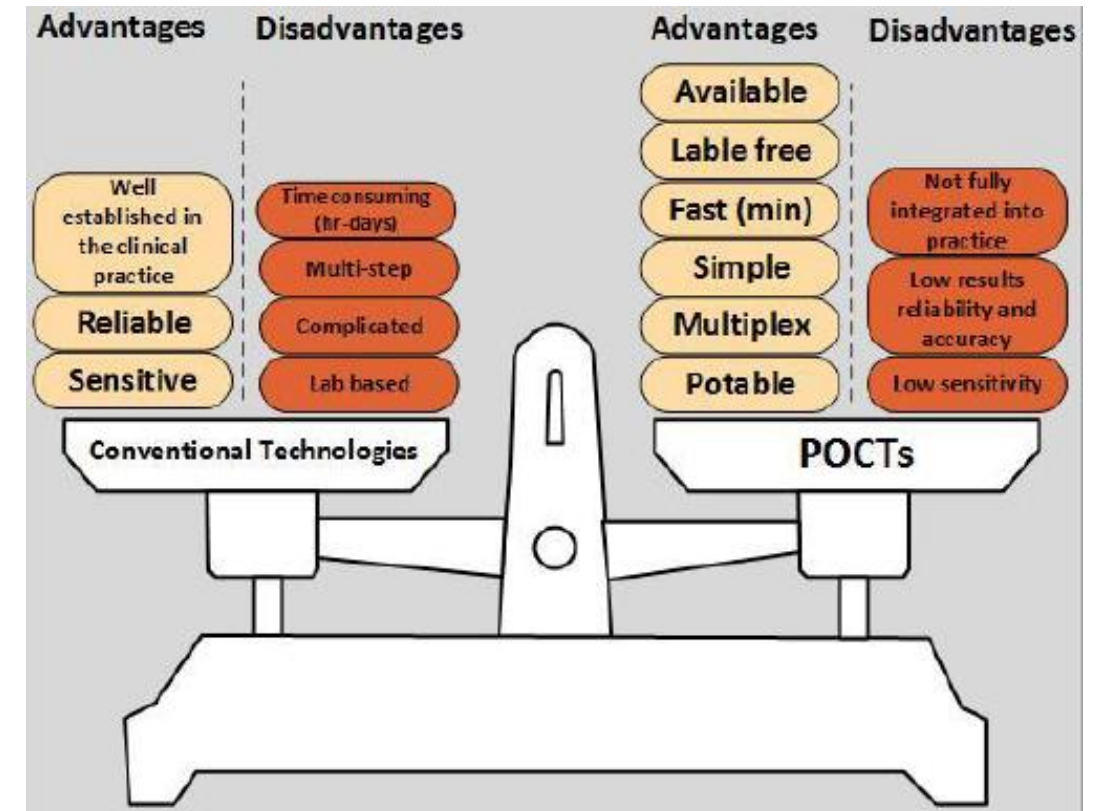 Advantages
Disadvantages
Well
established in
the clinical
practice
Reliable
Sensitive
Time consuming
(hr-days)
Multi-step
Complicated
Lab based
Conventional Technologies
Advantages
Disadvantages
Available
Lable free
Fast (min)
Simple
Multiplex
Potable
Not fully
integrated into
practice
Low results
reliability and
accuracy
Low sensitivity
POCTs